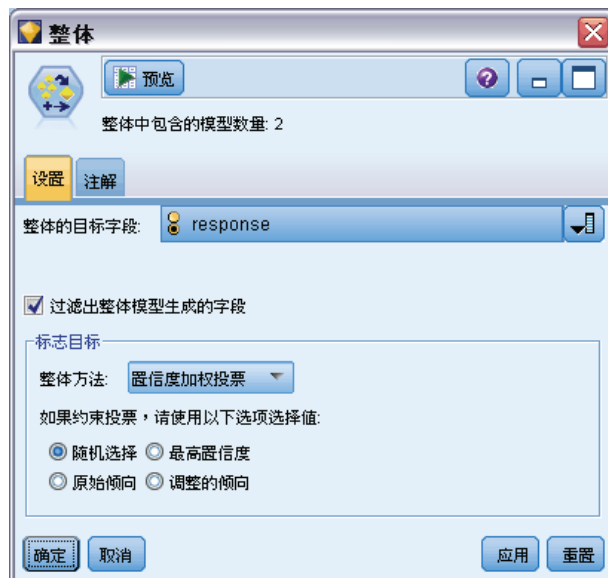 整体
预览
整体中包含的模型数量: 2
设置 注解
整体的目标字段: response
过滤出整体模型生成的字段
标志目标
整体方法: 置信度加权投票
如果约束投票，请使用以下选项选择值:
随机选择 最高置信度
原始倾向 调整的倾向
确定 取消 应用 重置